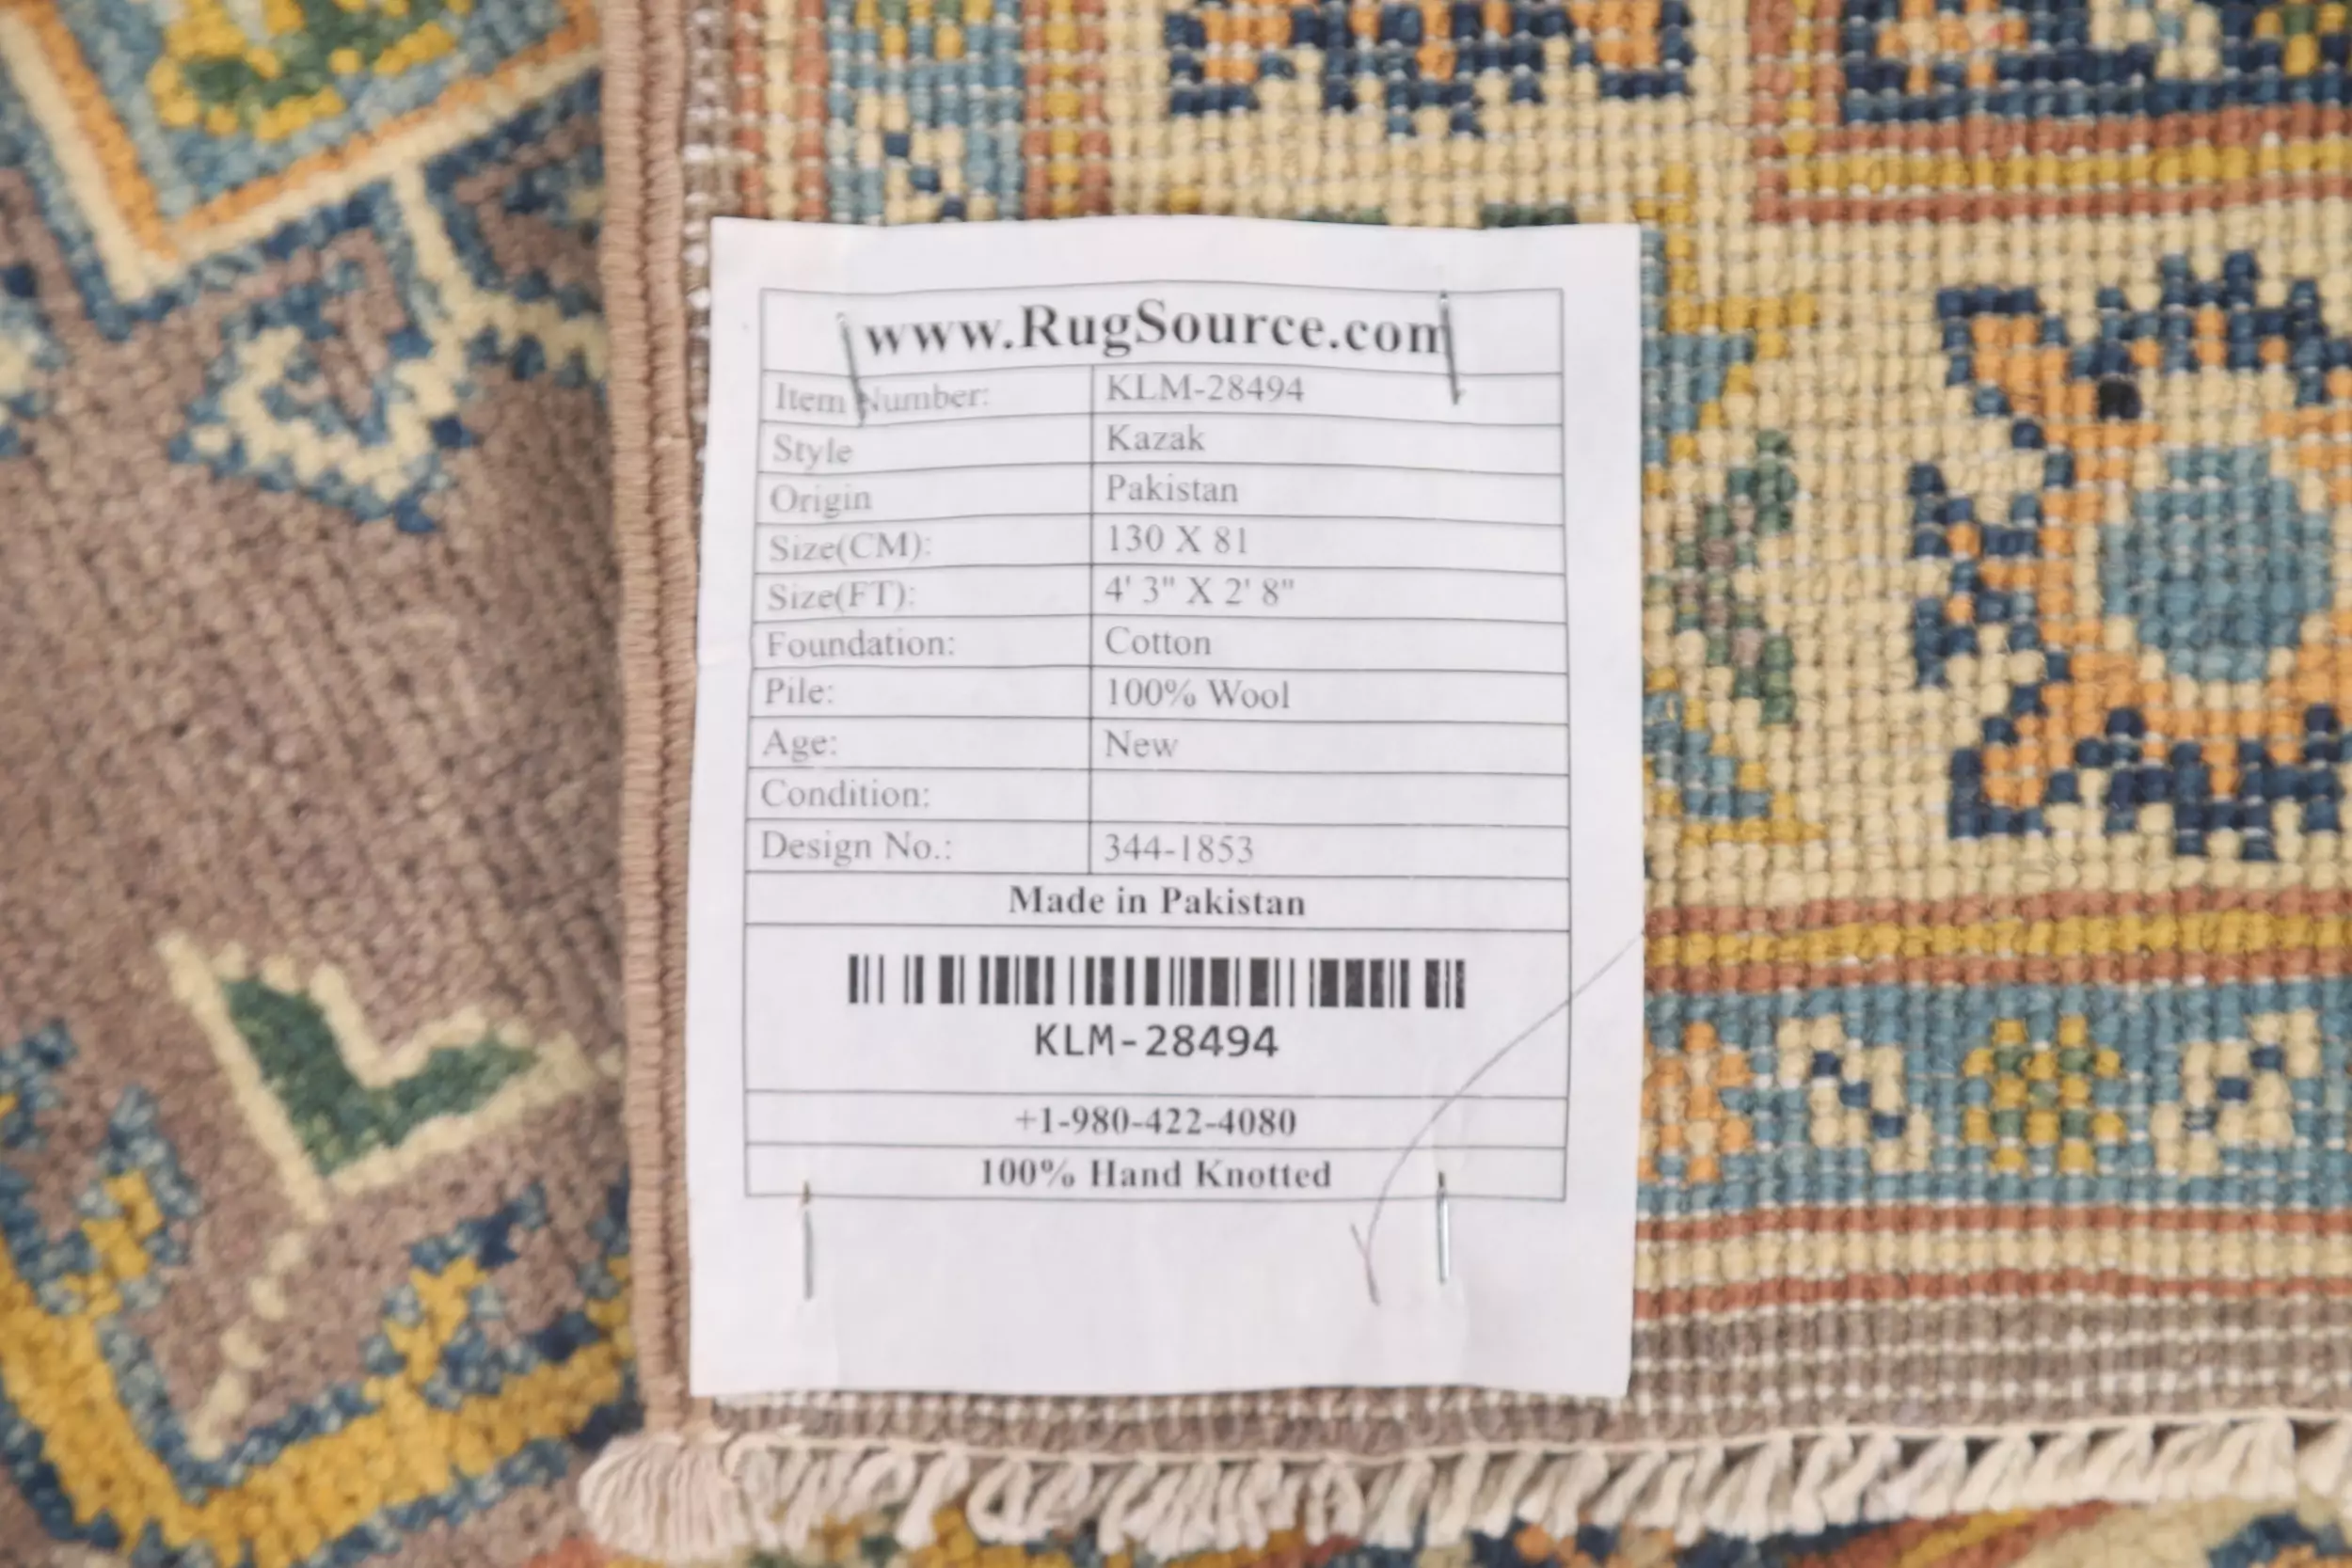 www.RugSource.com
Item Number: KLM-28494
Style Kazak
Origin Pakistan
Size(CM): 130 X 81
Size(FT): 4' 3" X 2' 8"
Foundation: Cotton
Pile: 100% Wool
Age: New
Condition:
Design No.: 344-1853
Made in Pakistan
KLM-28494
+1-980-422-4080
100% Hand Knotted